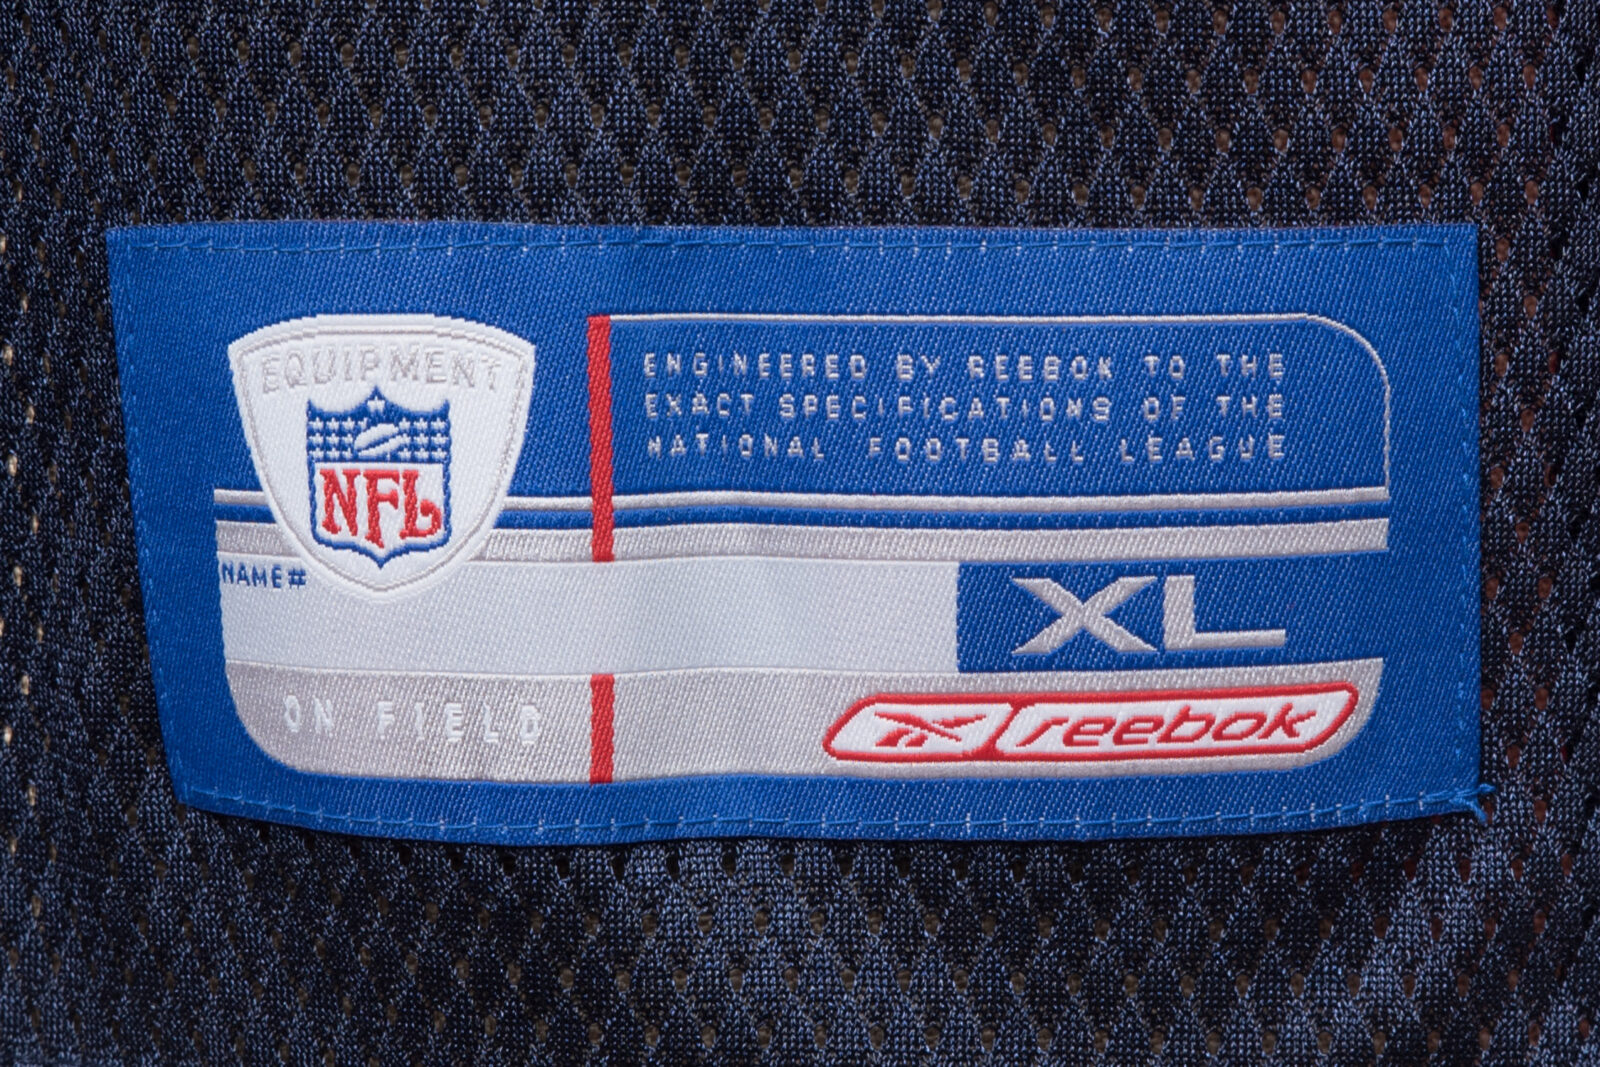 EQUIPMENT
NFL
ENGINEERED BY REEBOK TO THE
EXACT SPECIFICATIONS OF THE
NATIONAL FOOTBALL LEAGUE
NAME#
XL
ON FIELD
reebok